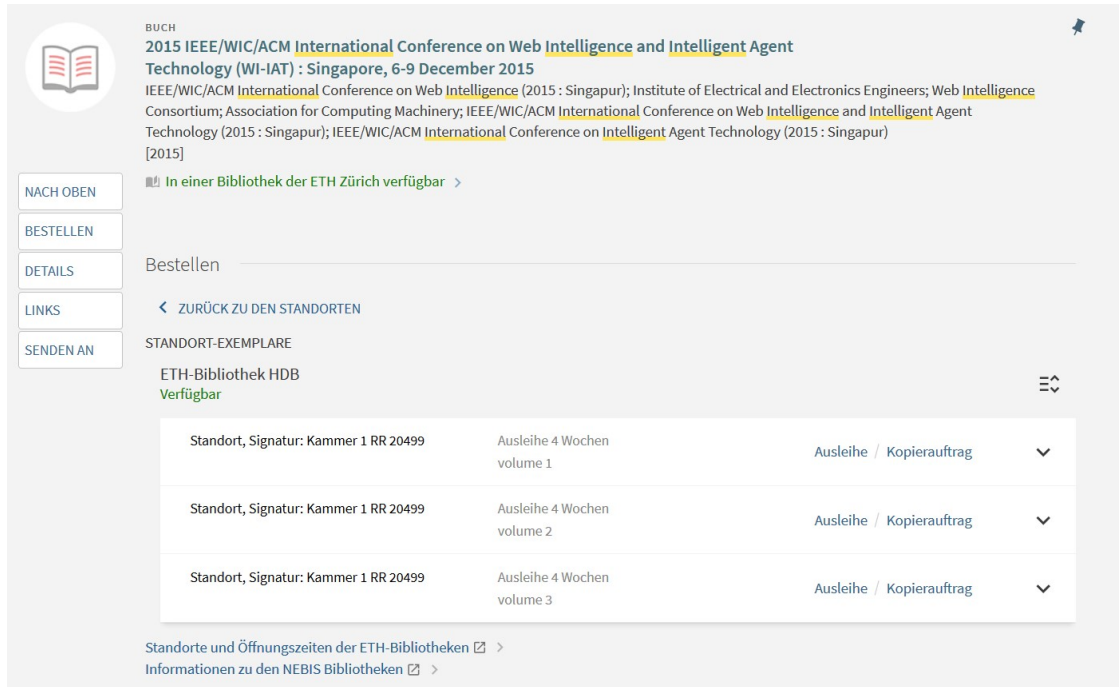 BUCH
2015 IEEE/WIC/ACM International Conference on Web Intelligence and Intelligent Agent
Technology (WI-IAT) : Singapore, 6-9 December 2015
IEEE/WIC/ACM International Conference on Web Intelligence (2015 : Singapur); Institute of Electrical and Electronics Engineers; Web Intelligence
Consortium; Association for Computing Machinery; IEEE/WIC/ACM International Conference on Web Intelligence and Intelligent Agent
Technology (2015 : Singapur); IEEE/WIC/ACM International Conference on Intelligent Agent Technology (2015 : Singapur)
[2015]
In einer Bibliothek der ETH Zürich verfügbar
NACH OBEN
BESTELLEN
DETAILS
LINKS
SENDEN AN
Bestellen
ZURÜCK ZU DEN STANDORTEN
STANDORT-EXEMPLARE
ETH-Bibliothek HDB
Verfügbar
Standort, Signatur: Kammer 1 RR 20499 Ausleihe 4 Wochen Ausleihe / Kopierauftrag
volume 1
Standort, Signatur: Kammer 1 RR 20499 Ausleihe 4 Wochen Ausleihe / Kopierauftrag
volume 2
Standort, Signatur: Kammer 1 RR 20499 Ausleihe 4 Wochen Ausleihe / Kopierauftrag
volume 3
Standorte und Öffnungszeiten der ETH-Bibliotheken
Informationen zu den NEBIS Bibliotheken